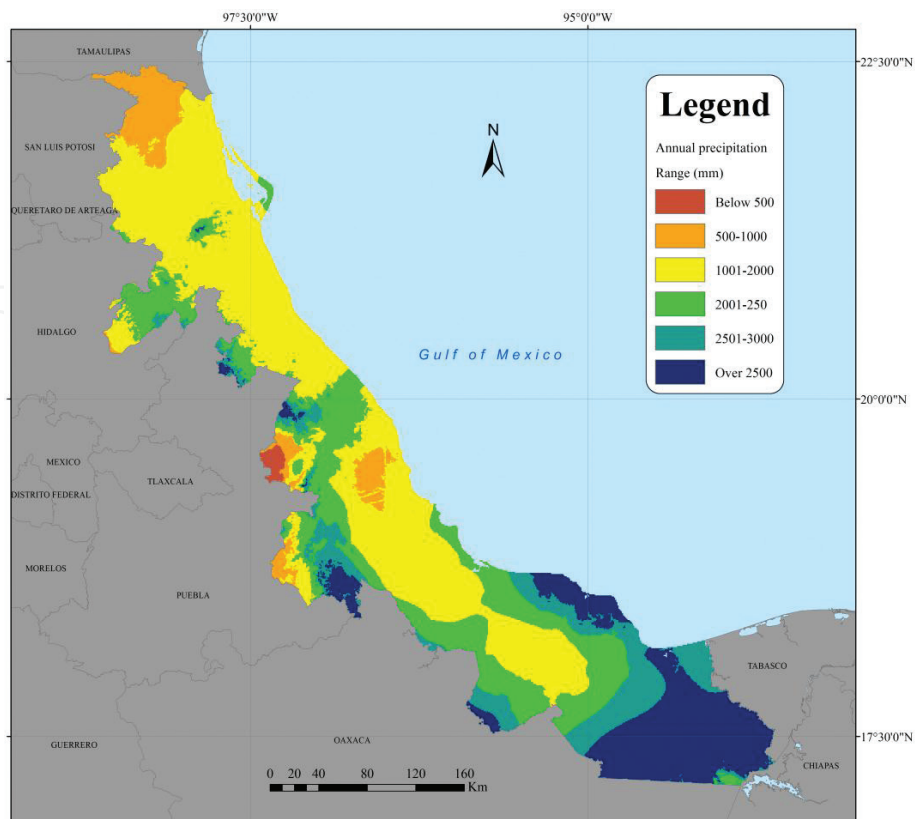 97°30'0"W
95°0'0"W
TAMAULIPAS
22°30'0"N
Legend
N
Annual precipitation
SAN LUIS POTOSI
Range (mm)
Below 500
QUERETARO DE ARTEAGA
500-1000
1001-2000
2001-250
HIDALGO
2501-3000
Gulf of Mexico
Over 2500
20°0'0"N
MEXICO
TLAXCALA
DISTRITO FEDERAL
MORELOS
PUEBLA
TABASCO
GUERRERO
OAXACA
17°30'0"N
CHIAPAS
0 20 40 80 120 160
Km